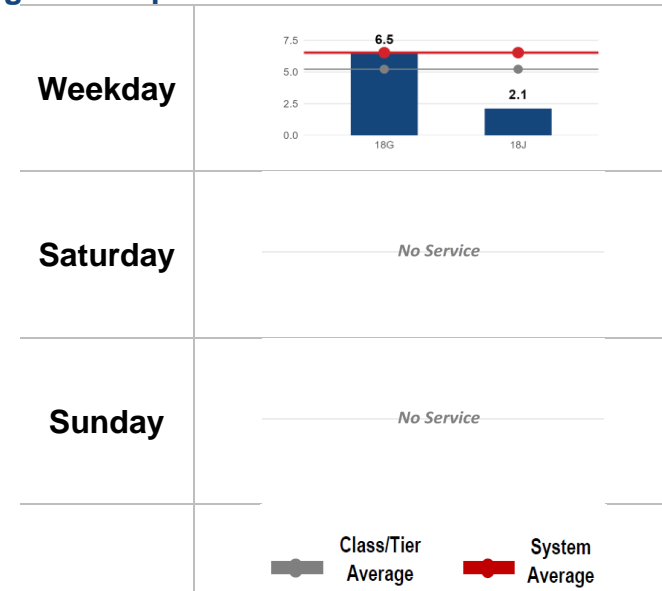 Weekday
7.5
5.0
2.5
0.0
6.5
2.1
18G
18J
Saturday
No Service
Sunday
No Service
Class/Tier
Average
System
Average